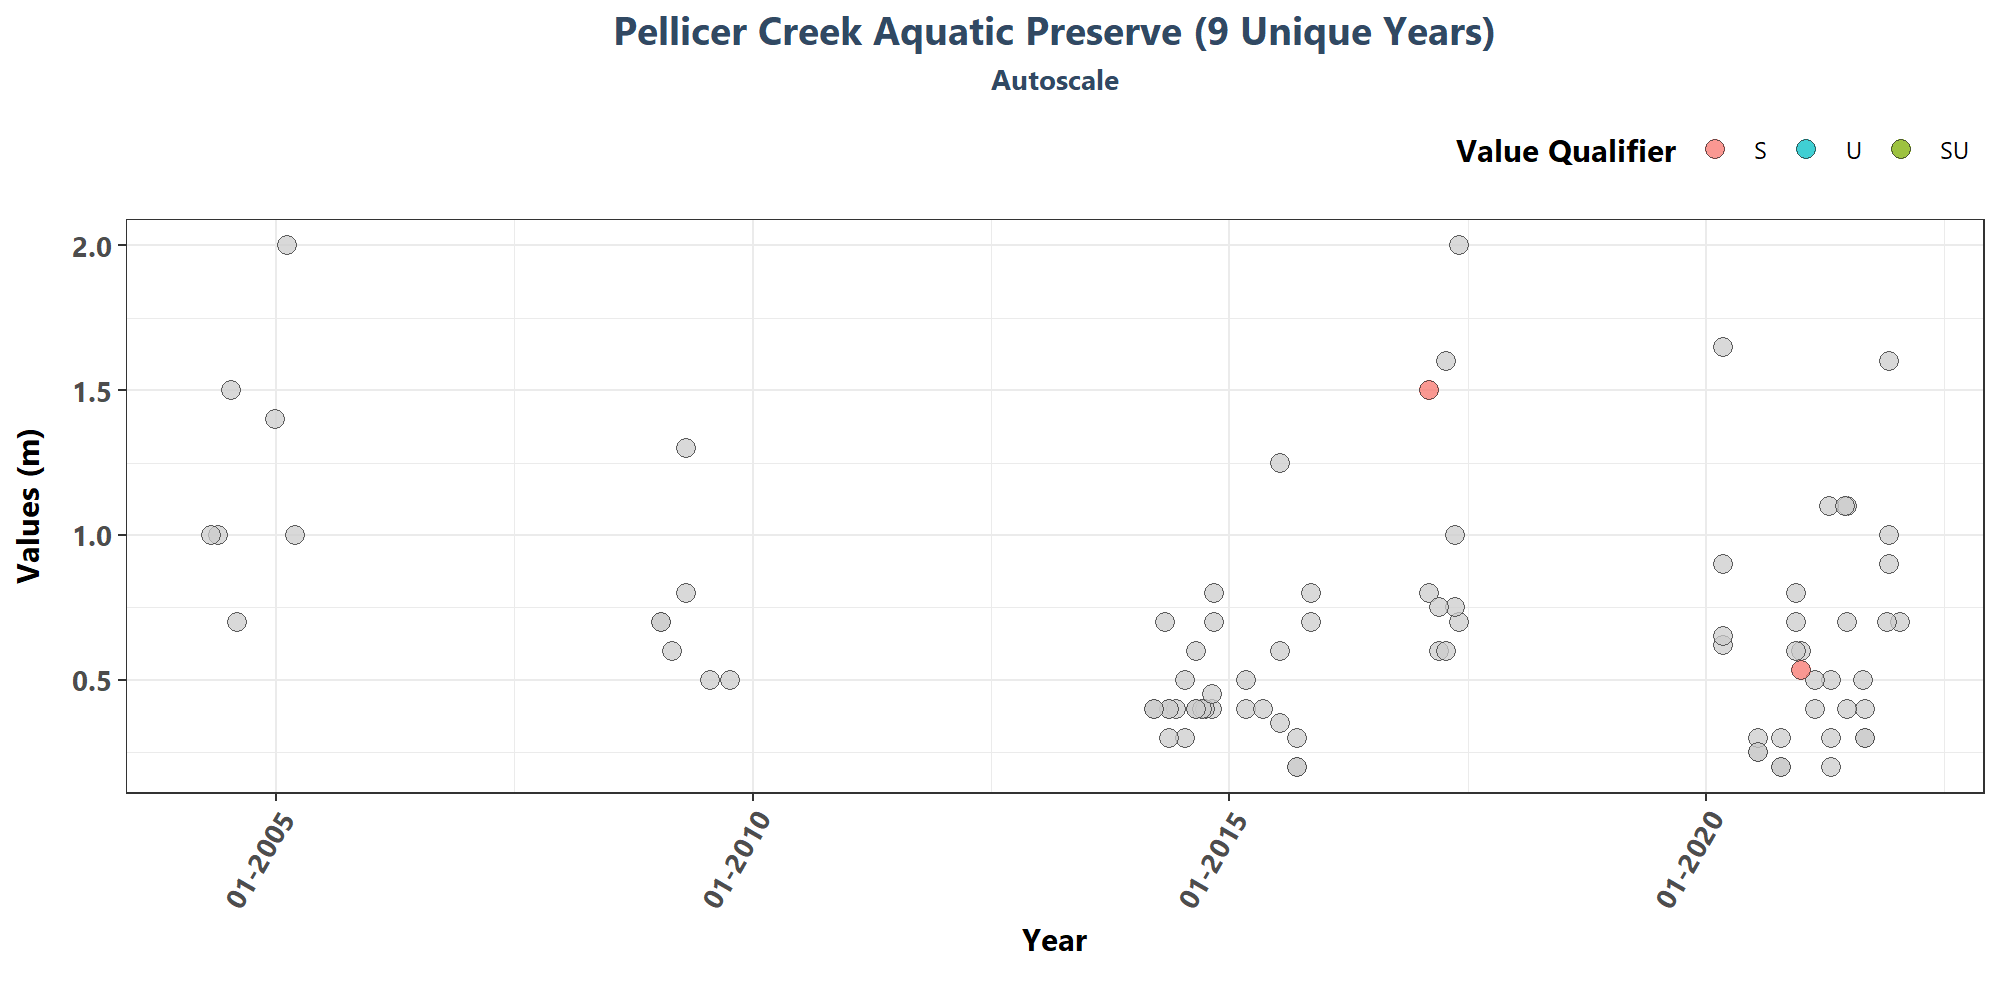 Pellicer Creek Aquatic Preserve (9 Unique Years)
Autoscale
Value Qualifier S U SU
Values (m)
2.0
1.5
1.0
0.5
01-2005 01-2010 01-2015 01-2020
Year